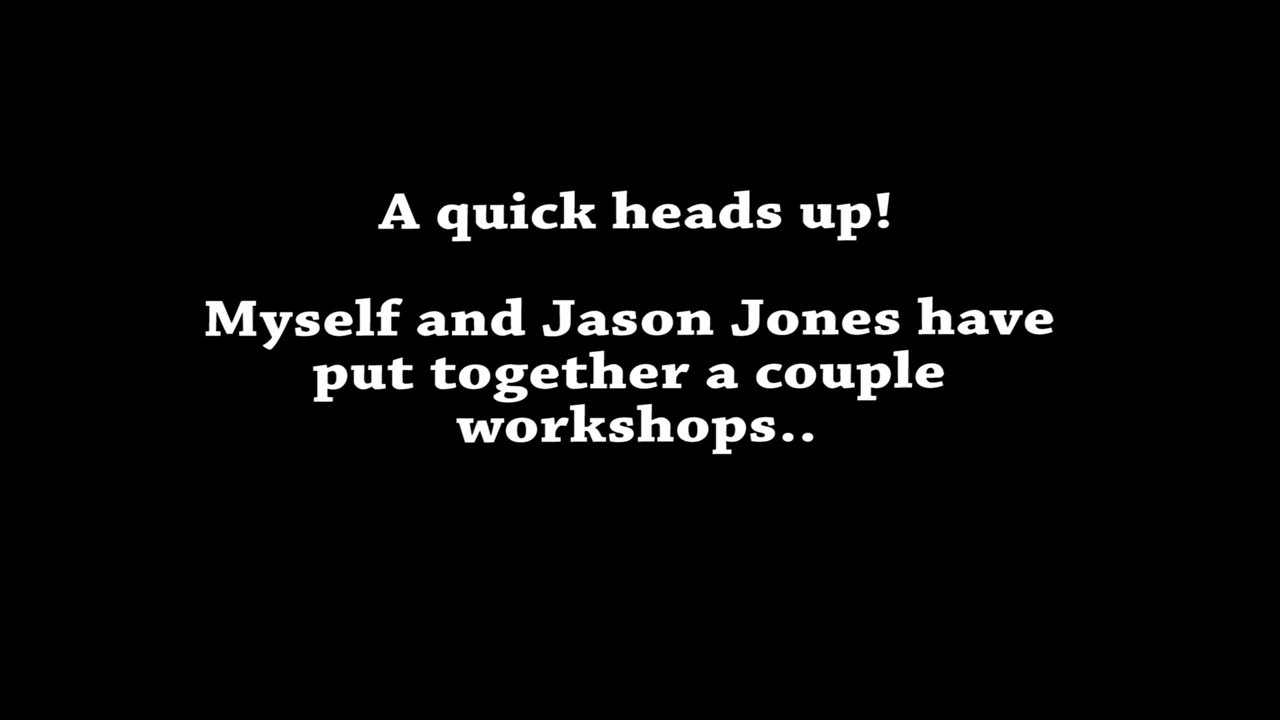 A quick heads up!
Myself and Jason Jones have
put together a couple
workshops..